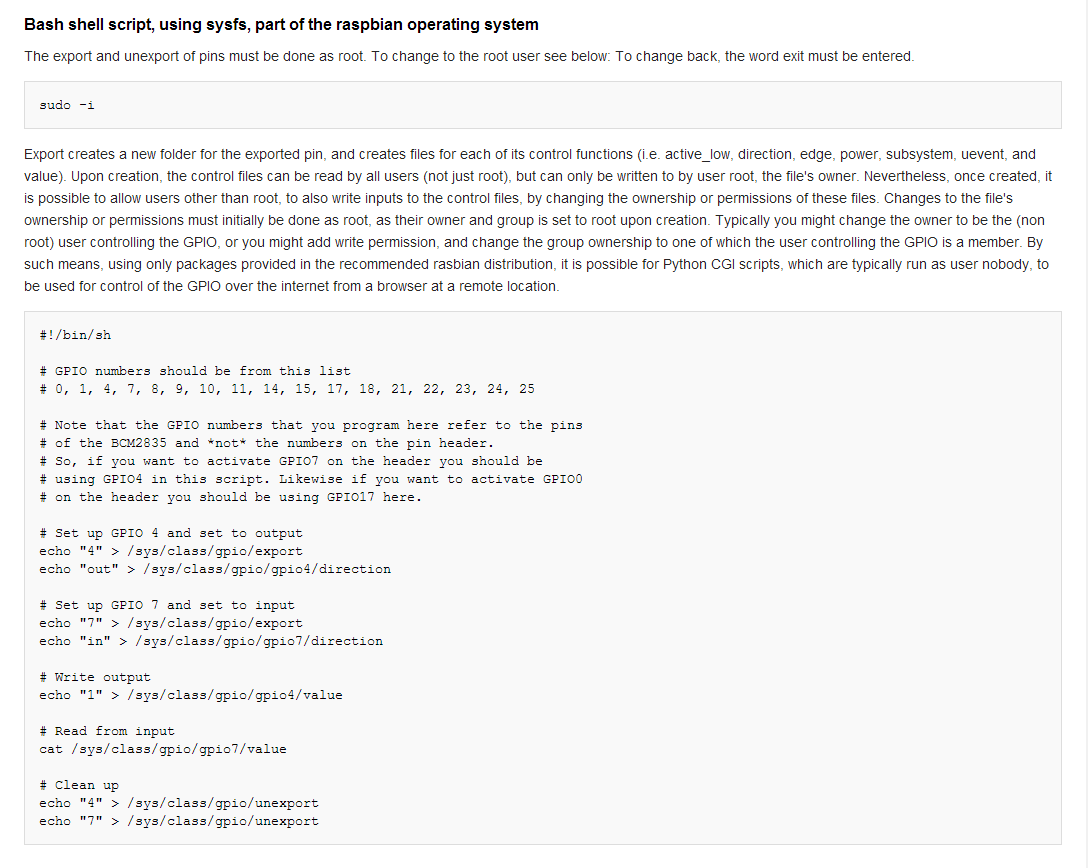 Bash shell script, using sysfs, part of the raspbian operating system
The export and unexport of pins must be done as root. To change to the root user see below: To change back, the word exit must be entered.
sudo -i
Export creates a new folder for the exported pin, and creates files for each of its control functions (i.e. active_low, direction, edge, power, subsystem, uevent, and
value). Upon creation, the control files can be read by all users (not just root), but can only be written to by user root, the file's owner. Nevertheless, once created, it
is possible to allow users other than root, to also write inputs to the control files, by changing the ownership or permissions of these files. Changes to the file's
ownership or permissions must initially be done as root, as their owner and group is set to root upon creation. Typically you might change the owner to be the (non
root) user controlling the GPIO, or you might add write permission, and change the group ownership to one of which the user controlling the GPIO is a member. By
such means, using only packages provided in the recommended rasbian distribution, it is possible for Python CGI scripts, which are typically run as user nobody, to
be used for control of the GPIO over the internet from a browser at a remote location.
#!/bin/sh
# GPIO numbers should be from this list
# 0, 1, 4, 7, 8, 9, 10, 11, 14, 15, 17, 18, 21, 22, 23, 24, 25
# Note that the GPIO numbers that you program here refer to the pins
# of the BCM2835 and *not* the numbers on the pin header.
# So, if you want to activate GPIO7 on the header you should be
# using GPIO4 in this script. Likewise if you want to activate GPIO0
# on the header you should be using GPIO17 here.
# Set up GPIO 4 and set to output
echo "4" > /sys/class/gpio/export
echo "out" > /sys/class/gpio/gpio4/direction
# Set up GPIO 7 and set to input
echo "7" > /sys/class/gpio/export
echo "in" > /sys/class/gpio/gpio7/direction
# Write output
echo "1" > /sys/class/gpio/gpio4/value
# Read from input
cat /sys/class/gpio/gpio7/value
# Clean up
echo "4" > /sys/class/gpio/unexport
echo "7" > /sys/class/gpio/unexport